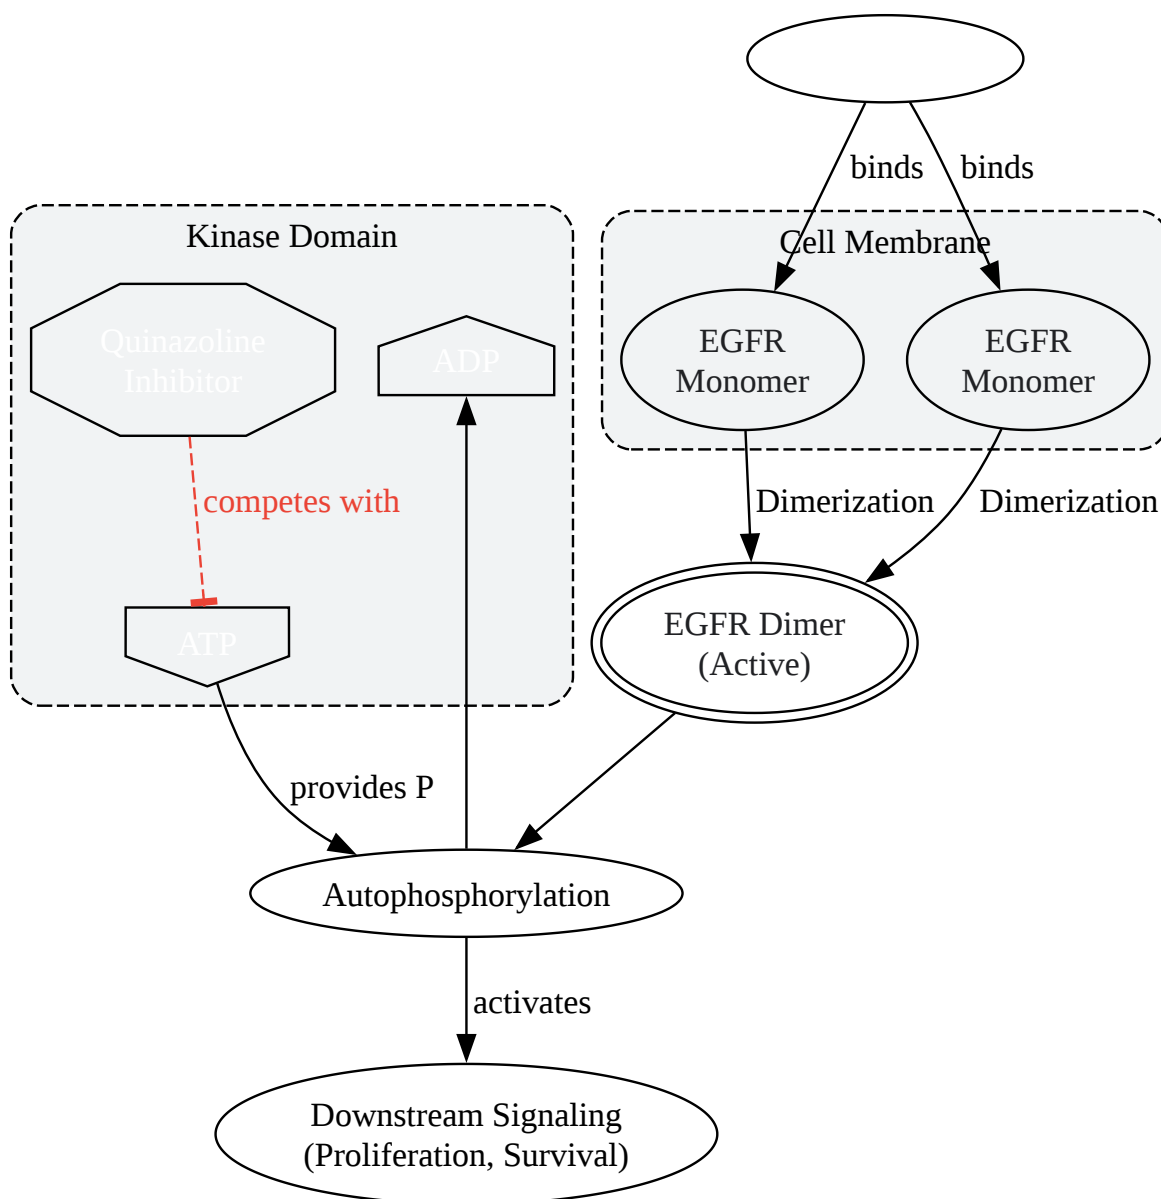 binds
binds
Kinase Domain
Cell Membrane
Quinazoline
Inhibitor
ADP
EGFR
Monomer
EGFR
Monomer
competes with
Dimerization
Dimerization
ATP
EGFR Dimer
(Active)
provides P
Autophosphorylation
activates
Downstream Signaling
(Proliferation, Survival)